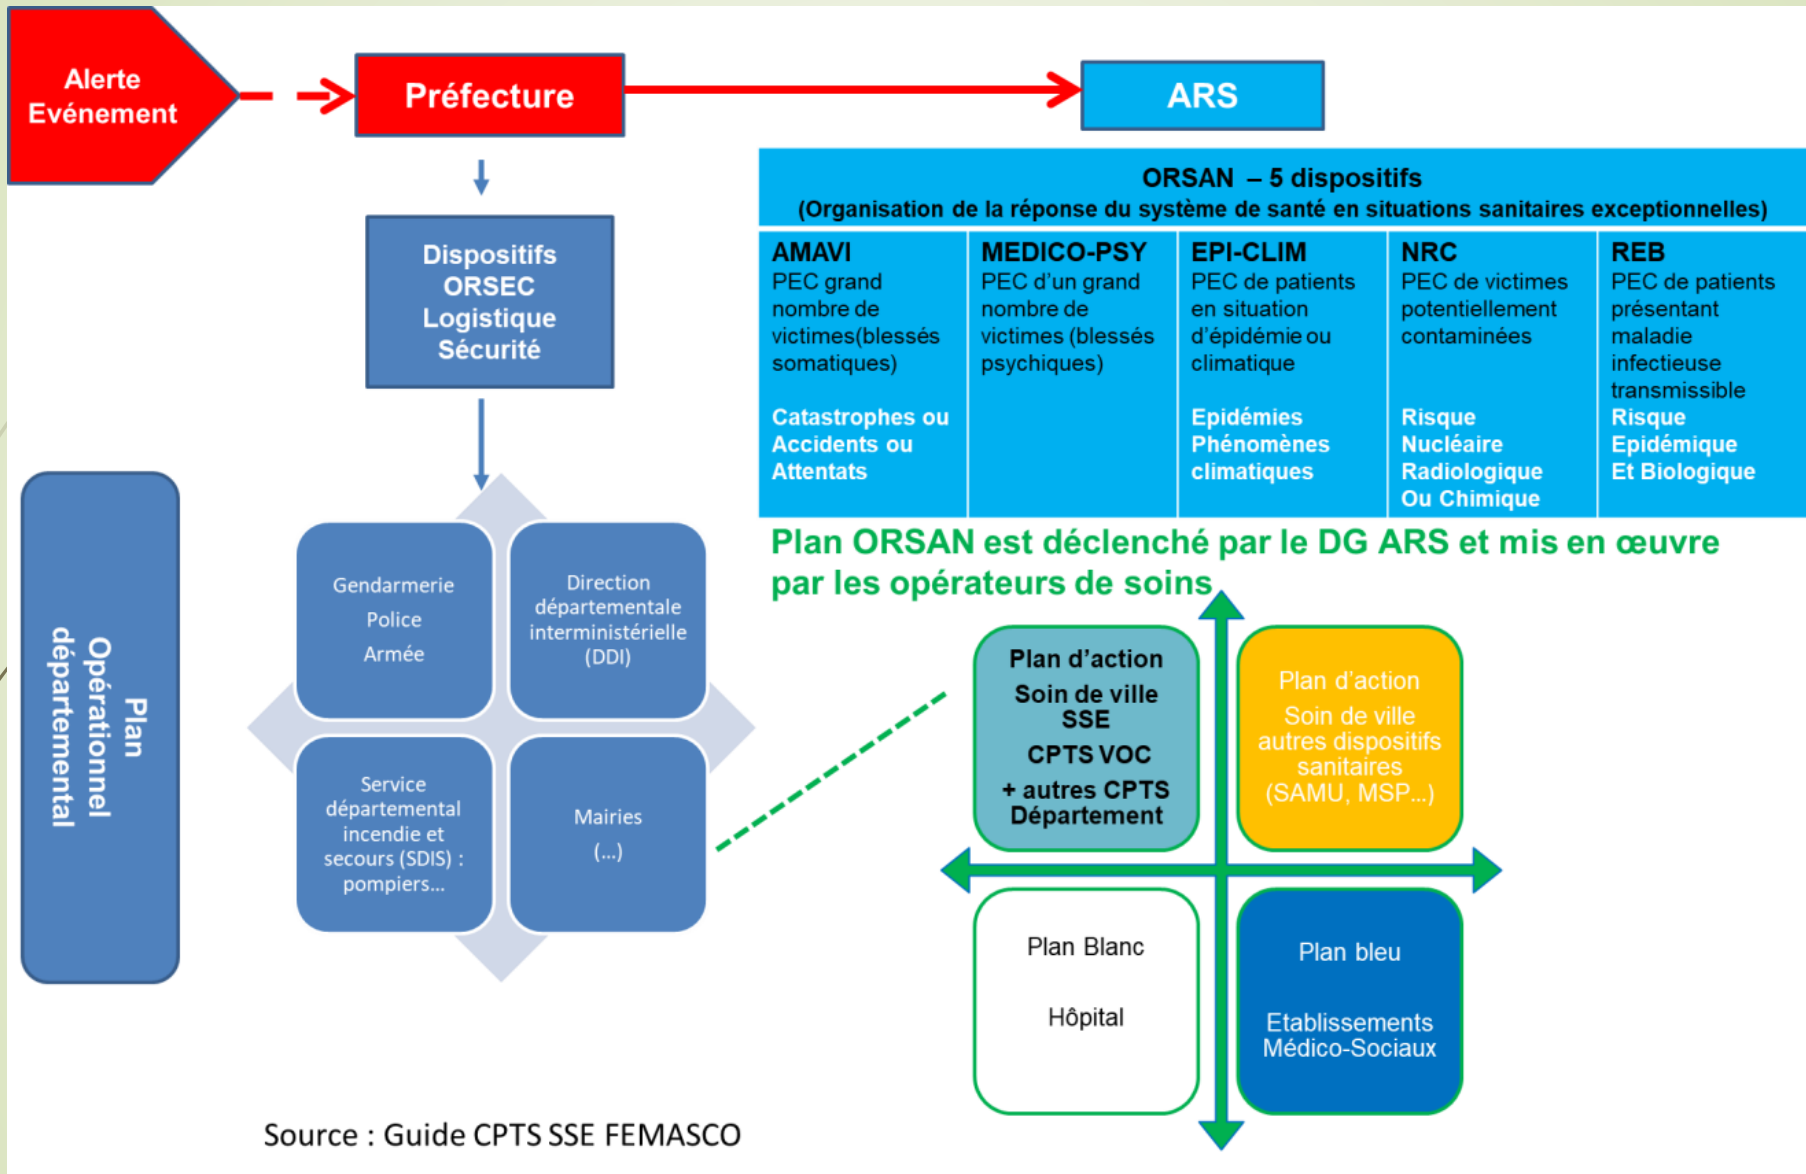 Alerte
Evénement
Préfecture
ARS
Dispositifs
ORSEC
Logistique
Sécurité
ORSAN – 5 dispositifs
(Organisation de la réponse du système de santé en situations sanitaires exceptionnelles)
AMAVI
PEC grand
nombre de
victimes(blessés
somatiques)
Catastrophes ou
Accidents ou
Attentats
MEDICO-PSY
PEC d'un grand
nombre de
victimes (blessés
psychiques)
EPI-CLIM
PEC de patients
en situation
d'épidémie ou
climatique
Epidémies
Phénomènes
climatiques
NRC
PEC de victimes
potentiellement
contaminées
Risque
Nucléaire
Radiologique
Ou Chimique
REB
PEC de patients
présentant
maladie
infectieuse
transmissible
Risque
Epidémique
Et Biologique
Plan ORSAN est déclenché par le DG ARS et mis en œuvre
par les opérateurs de soins
Plan
Opérationnel
départemental
Gendarmerie
Police
Armée
Direction
départementale
interministérielle
(DDI)
Service
départemental
incendie et
secours (SDIS) :
pompiers...
Mairies
(...)
Plan d'action
Soin de ville
SSE
CPTS VOC
+ autres CPTS
Département
Plan d'action
Soin de ville
autres dispositifs
sanitaires
(SAMU, MSP...)
Plan Blanc
Hôpital
Plan bleu
Etablissements
Médico-Sociaux
Source : Guide CPTS SSE FEMASCO